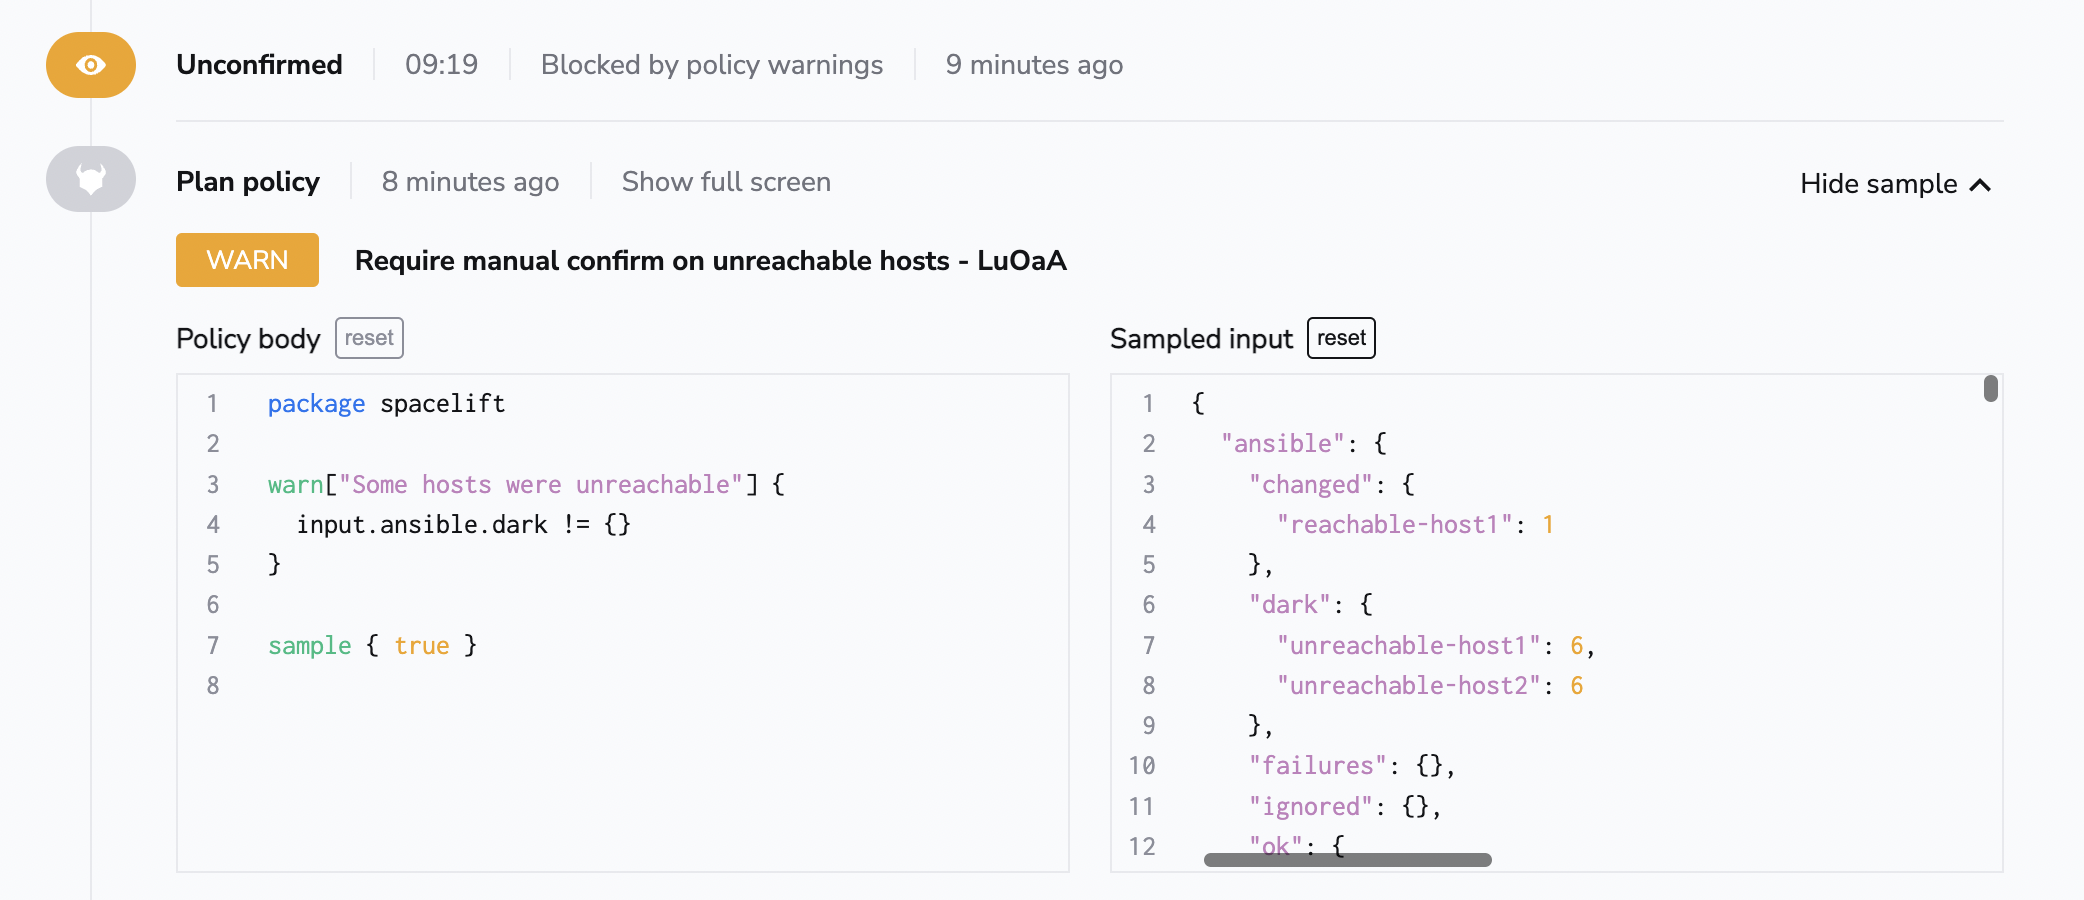 Unconfirmed 09:19 Blocked by policy warnings 9 minutes ago
Plan policy 8 minutes ago Show full screen Hide sample
WARN Require manual confirm on unreachable hosts - LuOaA
Policy body reset
1 package spacelift
2
3 warn["Some hosts were unreachable"] {
4   input.ansible.dark != {}
5 }
6
7 sample { true }
8
Sampled input reset
1 {
2   "ansible": {
3     "changed": {
4       "reachable-host1": 1
5     },
6     "dark": {
7       "unreachable-host1": 6,
8       "unreachable-host2": 6
9     },
10     "failures": {},
11     "ignored": {},
12     "ok": {